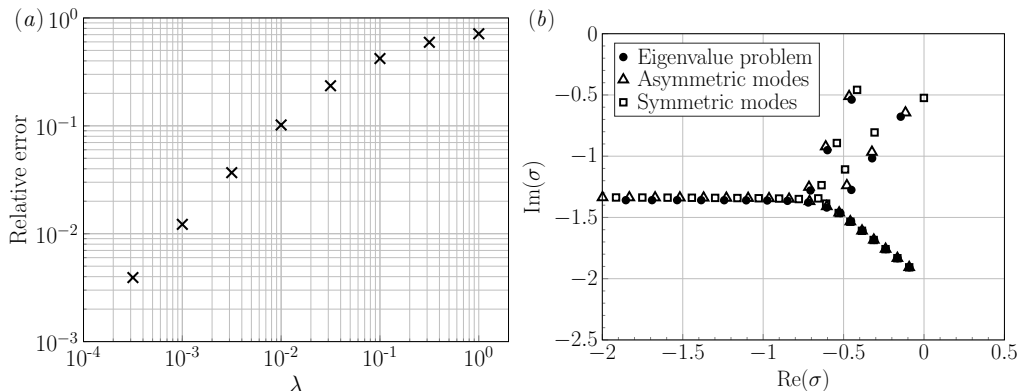 (a)
10^0
10^-1
10^-2
10^-3
Relative error
10^-4
10^-3
10^-2
10^-1
10^0
λ
(b)
0
−0.5
−1
−1.5
−2
−2.5
Im(σ)
Eigenvalue problem
Asymmetric modes
Symmetric modes
−2
−1.5
−1
−0.5
0
0.5
Re(σ)